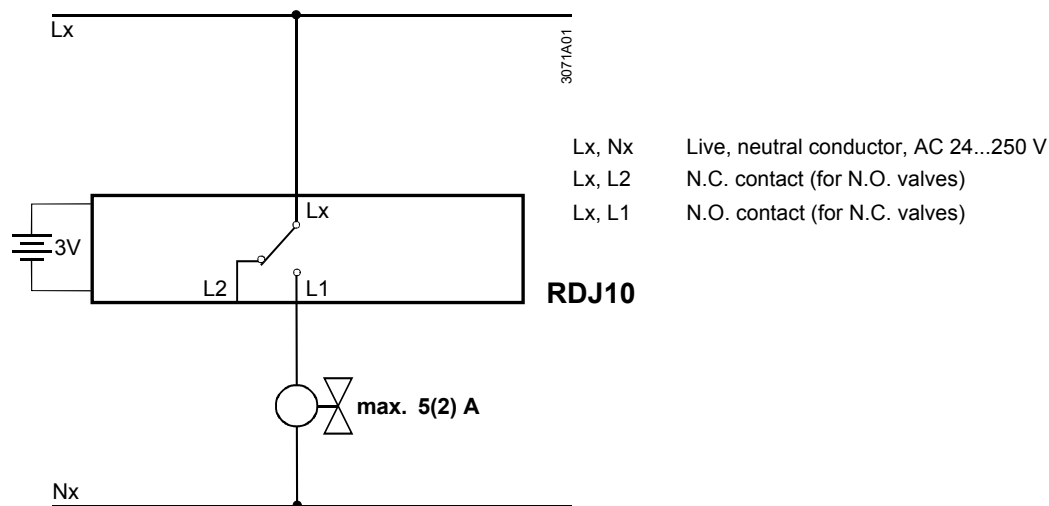 Lx
3071A01
Lx, Nx Live, neutral conductor, AC 24...250 V
Lx, L2 N.C. contact (for N.O. valves)
Lx, L1 N.O. contact (for N.C. valves)
Lx
3V
L2 L1
RDJ10
max. 5(2) A
Nx